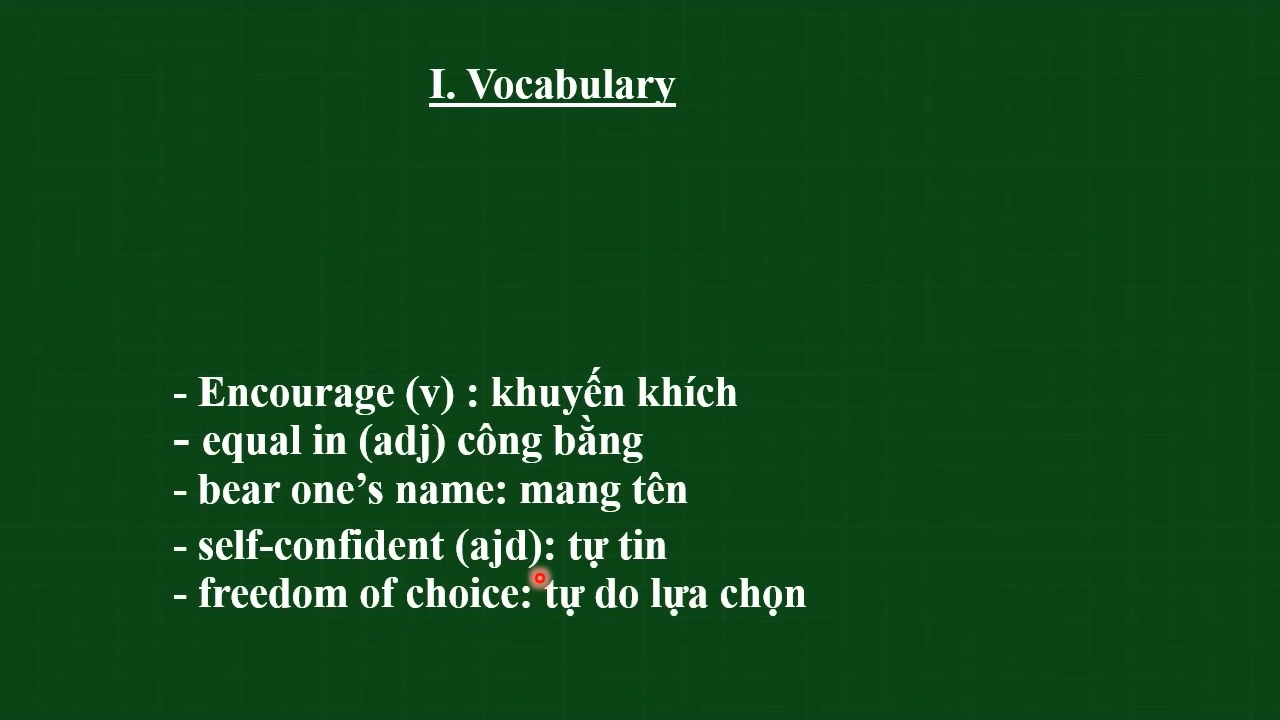 I. Vocabulary
- Encourage (v) : khuyến khích
- equal in (adj) công bằng
- bear one’s name: mang tên
- self-confident (ajd): tự tin
- freedom of choice: tự do lựa chọn